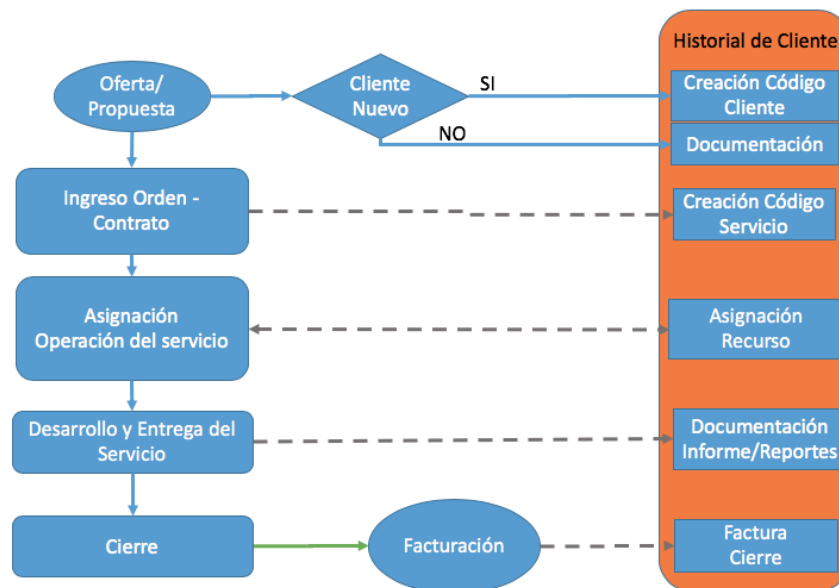 Historial de Cliente
Oferta/
Propuesta
Cliente
Nuevo
SI
NO
Creación Código
Cliente
Documentación
Ingreso Orden -
Contrato
Creación Código
Servicio
Asignación
Operación del servicio
Asignación
Recurso
Desarrollo y Entrega del
Servicio
Documentación
Informe/Reportes
Cierre
Facturación
Factura
Cierre